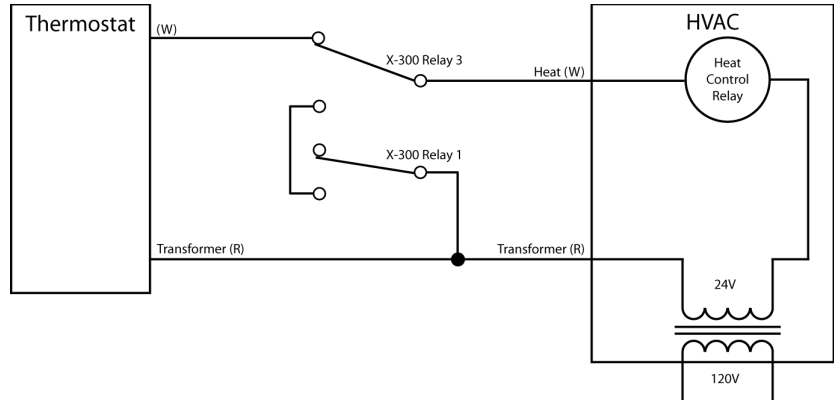 Thermostat
(W)
X-300 Relay 3
Heat (W)
HVAC
Heat
Control
Relay
X-300 Relay 1
Transformer (R)
Transformer (R)
24V
120V